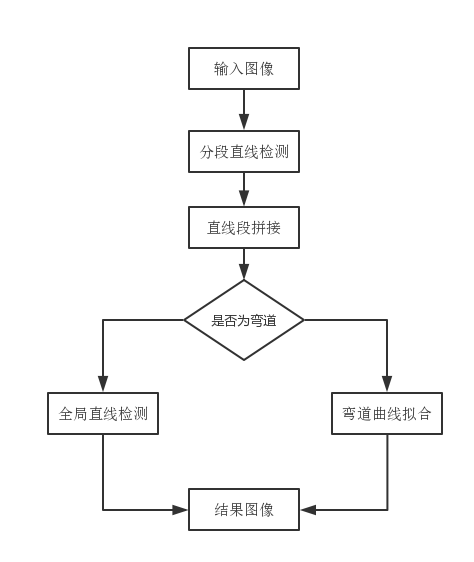 输入图像
分段直线检测
直线段拼接
是否为弯道
全局直线检测
弯道曲线拟合
结果图像